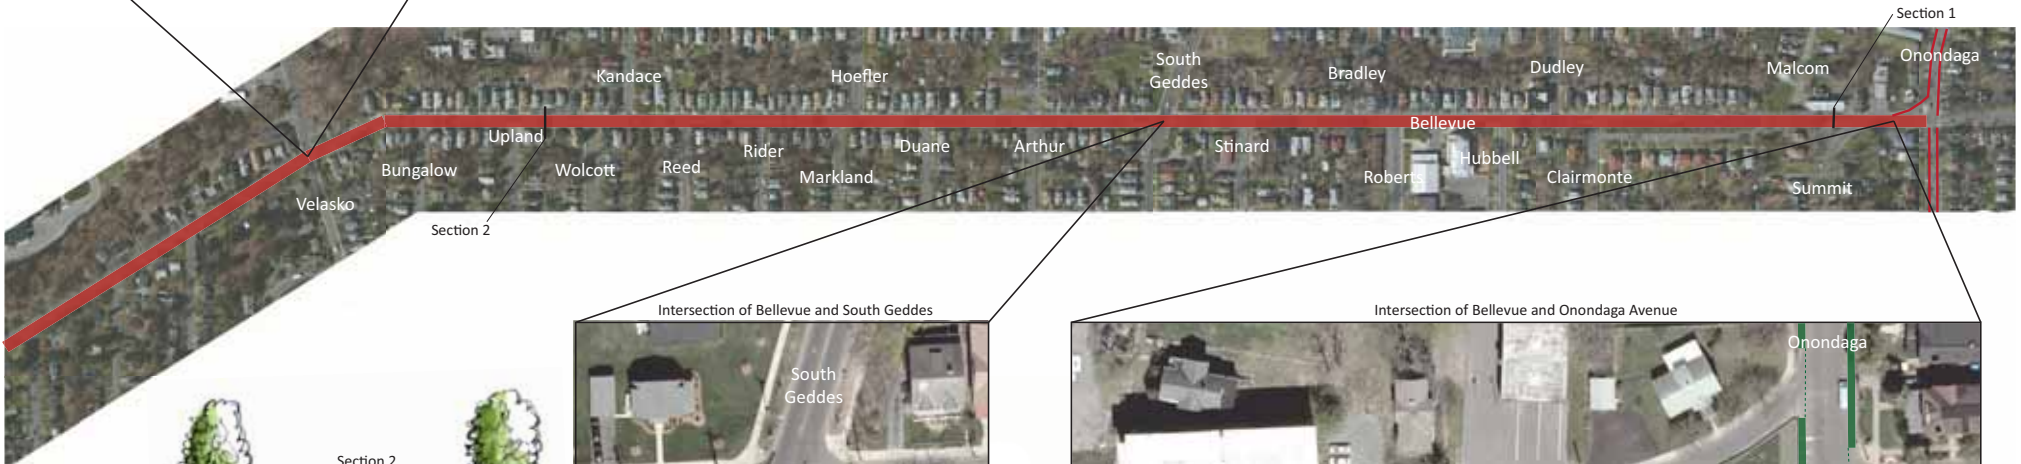 Section 1
Onondaga
South
Geddes
Kandace
Hoefler
Bradley
Dudley
Malcom
Bellevue
Upland
Bungalow
Wolcott
Reed
Rider
Markland
Duane
Arthur
Stinard
Roberts
Hubbell
Clairmonte
Summit
Velasko
Section 2
Intersection of Bellevue and South Geddes
Intersection of Bellevue and Onondaga Avenue
Onondaga
South
Geddes
Section 2